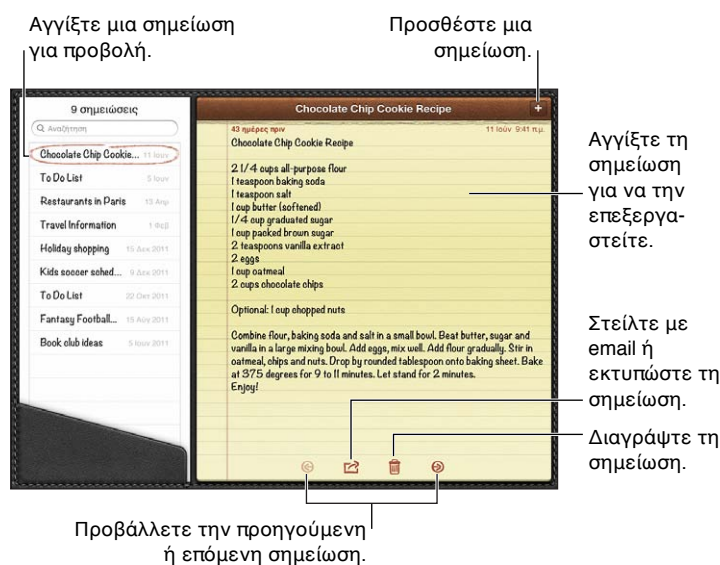 Αγγίξτε μια σημείωση
για προβολή.
Προσθέστε μια
σημείωση.
9 σημειώσεις
Αναζήτηση
Chocolate Chip Cookie... 11 Ιουν
To Do List 5 Ιουν
Restaurants in Paris 13 Απρ
Travel Information 1 Φεβ
Holiday shopping 15 Δεκ 2011
Kids soccer sched... 9 Δεκ 2011
To Do List 22 Οκτ 2011
Fantasy Football... 15 Αύγ 2011
Book club ideas 5 Ιουν 2011
Chocolate Chip Cookie Recipe
+
43 ημέρες πριν 11 Ιούν 9:41 π.μ.
Chocolate Chip Cookie Recipe
2 1/4 cups all-purpose flour
1 teaspoon baking soda
1 teaspoon salt
1 cup butter (softened)
1/4 cup graduated sugar
1 cup packed brown sugar
2 teaspoons vanilla extract
2 eggs
1 cup oatmeal
2 cups chocolate chips
Optional: 1 cup chopped nuts
Combine flour, baking soda and salt in a small bowl. Beat butter, sugar and
vanilla in a large mixing bowl. Add eggs, mix well. Add flour gradually. Stir in
oatmeal, chips and nuts. Drop by rounded tablespoon onto baking sheet. Bake
at 375 degrees for 9 to 11 minutes. Let stand for 2 minutes.
Enjoy!
Αγγίξτε τη
σημείωση
για να την
επεξεργα-
στείτε.
Στείλτε με
email ή
εκτυπώστε τη
σημείωση.
Διαγράψτε τη
σημείωση.
Προβάλλετε την προηγούμενη
ή επόμενη σημείωση.